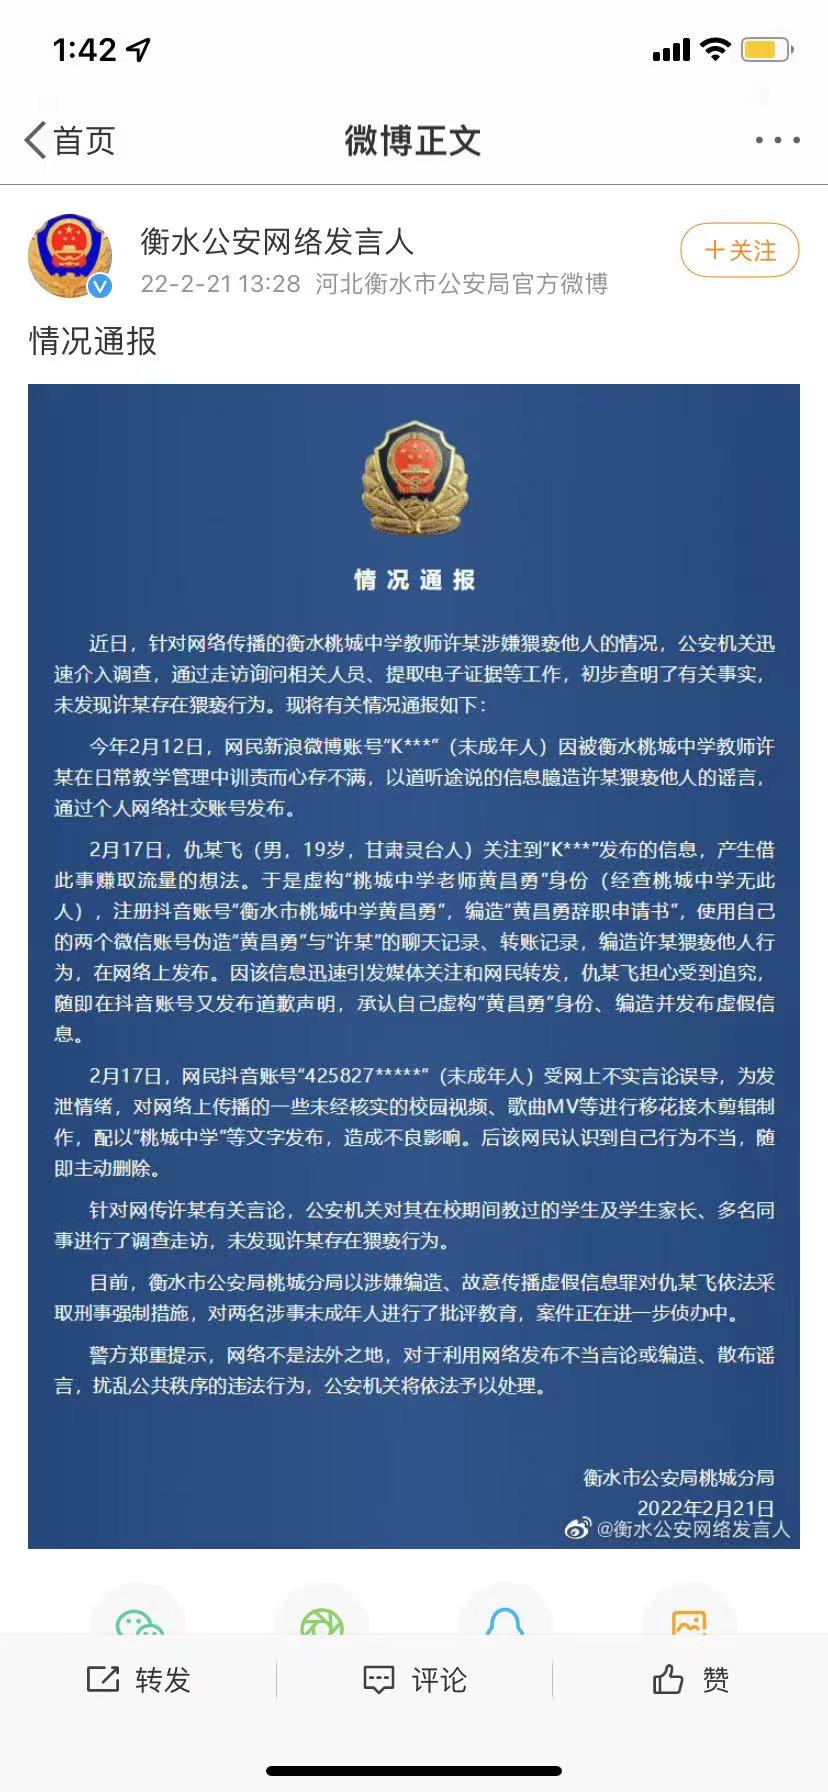 1:42
首页
微博正文
衡水公安网络发言人
22-2-21 13:28 河北衡水市公安局官方微博
+关注
情况通报
情况通报
近日，针对网络传播的衡水桃城中学教师许某涉嫌猥亵他人的情况，公安机关迅
速介入调查，通过走访询问相关人员、提取电子证据等工作，初步查明了有关事实，
未发现许某存在猥亵行为。现将有关情况通报如下：
今年2月12日，网民新浪微博账号"K***"（未成年人）因被衡水桃城中学教师许
某在日常教学管理中训责而心存不满，以道听途说的信息臆造许某猥亵他人的谣言，
通过个人网络社交账号发布。
2月17日，仇某飞（男，19岁，甘肃灵台人）关注到"K***"发布的信息，产生借
此事赚取流量的想法。于是虚构"桃城中学老师黄昌勇"身份（经查桃城中学无此
人），注册抖音账号"衡水市桃城中学黄昌勇"，编造"黄昌勇辞职申请书"，使用自己
的两个微信账号伪造"黄昌勇"与"许某"的聊天记录、转账记录，编造许某猥亵他人行
为，在网络上发布。因该信息迅速引发媒体关注和网民转发，仇某飞担心受到追究，
随即在抖音账号又发布道歉声明，承认自己虚构"黄昌勇"身份、编造并发布虚假信
息。
2月17日，网民抖音账号"425827*****"（未成年人）受网上不实言论误导，为发
泄情绪，对网络上传播的一些未经核实的校园视频、歌曲MV等进行移花接木剪辑制
作，配以"桃城中学"等文字发布，造成不良影响。后该网民认识到自己行为不当，随
即主动删除。
针对网传许某有关言论，公安机关对其在校期间教过的学生及学生家长、多名同
事进行了调查走访，未发现许某存在猥亵行为。
目前，衡水市公安局桃城分局以涉嫌编造、故意传播虚假信息罪对仇某飞依法采
取刑事强制措施，对两名涉事未成年人进行了批评教育，案件正在进一步侦办中。
警方郑重提示，网络不是法外之地，对于利用网络发布不当言论或编造、散布谣
言，扰乱公共秩序的违法行为，公安机关将依法予以处理。
衡水市公安局桃城分局
2022年2月21日
@衡水公安网络发言人
转发
评论
赞